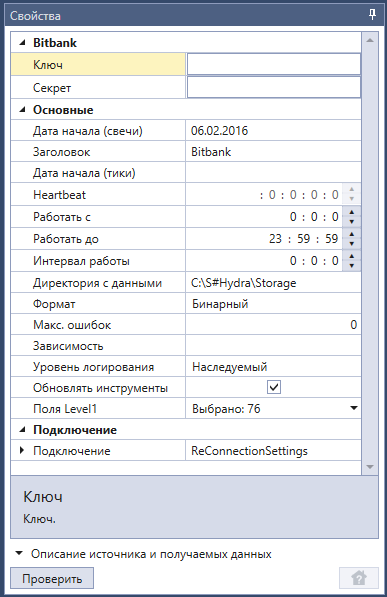 Свойства
Bitbank
Ключ
Секрет
Основные
Дата начала (свечи) 06.02.2016
Заголовок Bitbank
Дата начала (тики)
Heartbeat : 0 : 0 : 0 : 0
Работать с 0 : 0 : 0
Работать до 23 : 59 : 59
Интервал работы 0 : 0 : 0
Директория с данными C:\S#Hydra\Storage
Формат Бинарный
Макс. ошибок 0
Зависимость
Уровень логирования Наследуемый
Обновлять инструменты
Поля Level1 Выбрано: 76
Подключение
Подключение ReConnectionSettings
Ключ
Ключ.
Описание источника и получаемых данных
Проверить